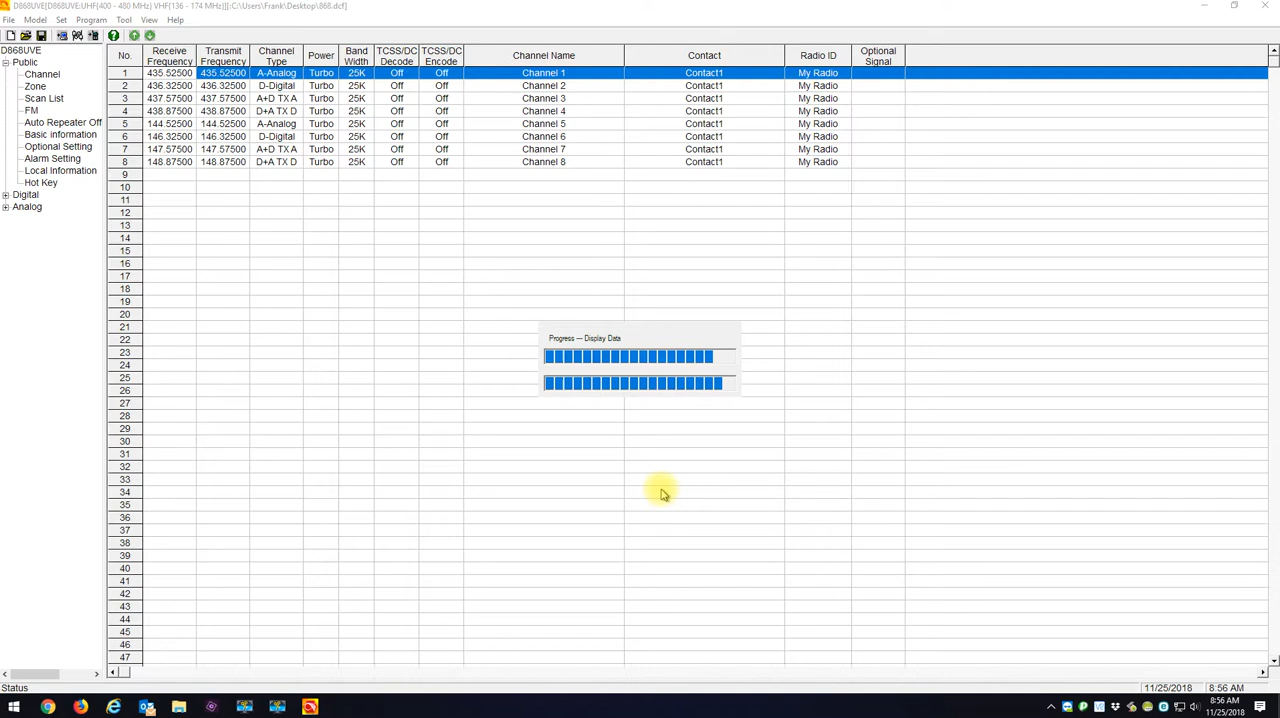 D868UVE[D868UVE:UHF(400 - 480 MHz) VHF(136 - 174 MHz)][:C:\Users\Frank\Desktop\868.dcf]
File Model Set Program Tool View Help
D868UVE
Public
Channel
Zone
Scan List
FM
Auto Repeater Off
Basic information
Optional Setting
Alarm Setting
Local Information
Hot Key
Digital
Analog
No. Receive Frequency Transmit Frequency Channel Type Power Band Width TCSS/DC Decode TCSS/DC Encode Channel Name Contact Radio ID Optional Signal
1 435.52500 435.52500 A-Analog Turbo 25K Off Off Channel 1 Contact1 My Radio
2 436.32500 436.32500 D-Digital Turbo 25K Off Off Channel 2 Contact1 My Radio
3 437.57500 437.57500 A+D TX A Turbo 25K Off Off Channel 3 Contact1 My Radio
4 438.87500 438.87500 D+A TX D Turbo 25K Off Off Channel 4 Contact1 My Radio
5 144.52500 144.52500 A-Analog Turbo 25K Off Off Channel 5 Contact1 My Radio
6 146.32500 146.32500 D-Digital Turbo 25K Off Off Channel 6 Contact1 My Radio
7 147.57500 147.57500 A+D TX A Turbo 25K Off Off Channel 7 Contact1 My Radio
8 148.87500 148.87500 D+A TX D Turbo 25K Off Off Channel 8 Contact1 My Radio
9
10
11
12
13
14
15
16
17
18
19
20
21
22
23
24
25
26
27
28
29
30
31
32
33
34
35
36
37
38
39
40
41
42
43
44
45
46
47
Progress --- Display Data
Status 11/25/2018 8:56 AM
8:56 AM
11/25/2018